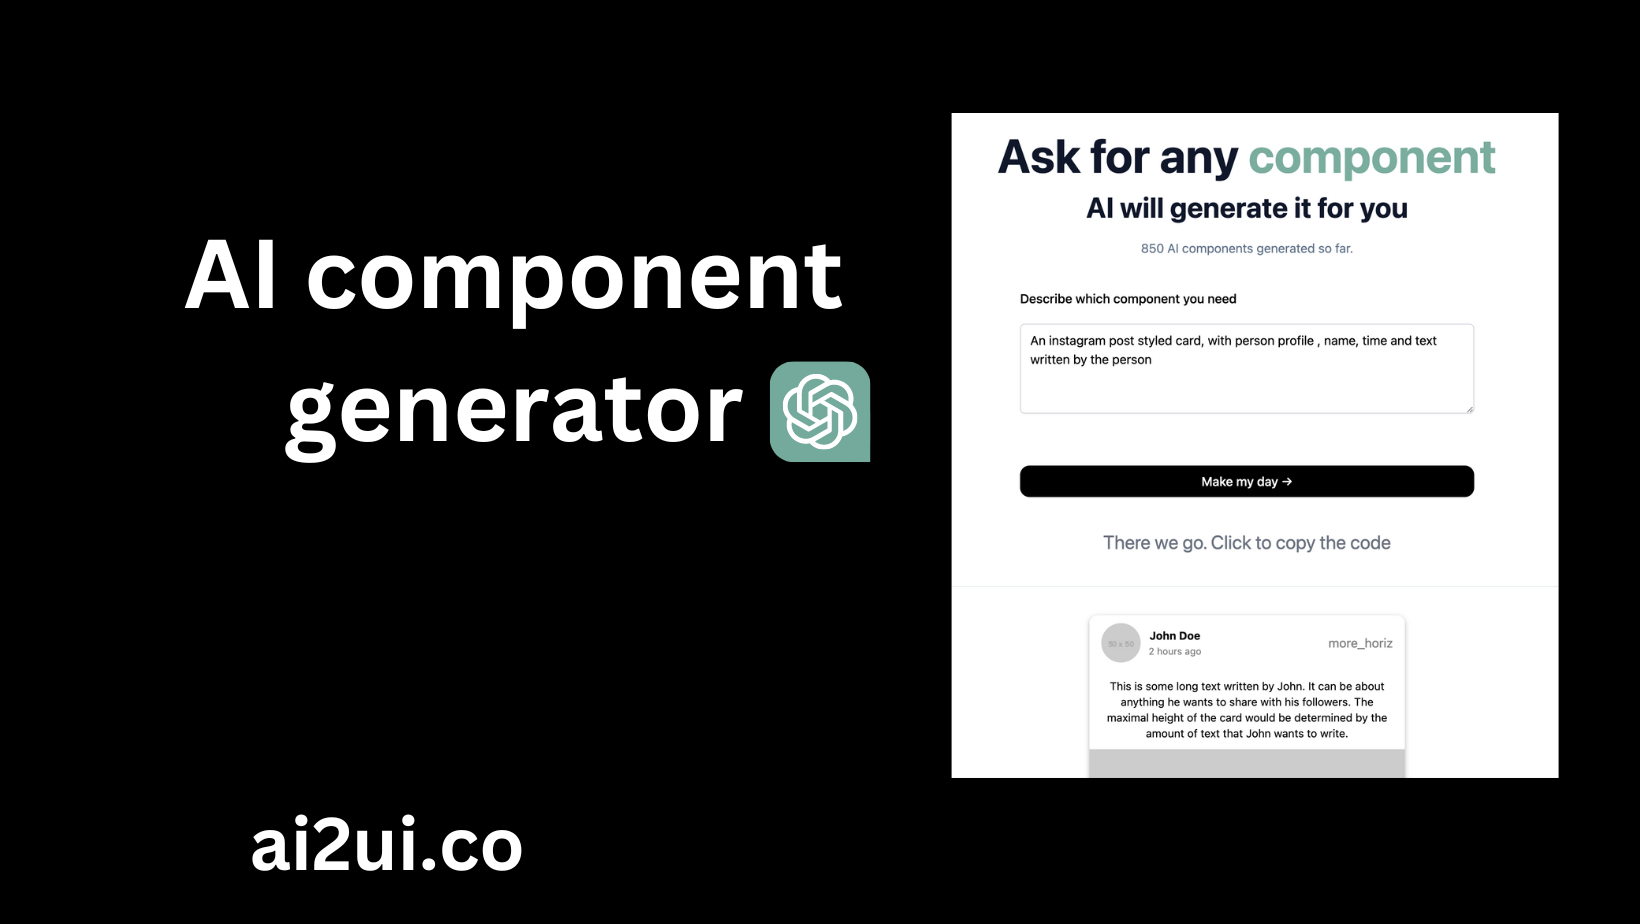 AI component
generator
ai2ui.co
Ask for any component
AI will generate it for you
850 AI components generated so far.
Describe which component you need
An instagram post styled card, with person profile , name, time and text
written by the person
Make my day →
There we go. Click to copy the code
50 x 50
John Doe
2 hours ago
more_horiz
This is some long text written by John. It can be about
anything he wants to share with his followers. The
maximal height of the card would be determined by the
amount of text that John wants to write.